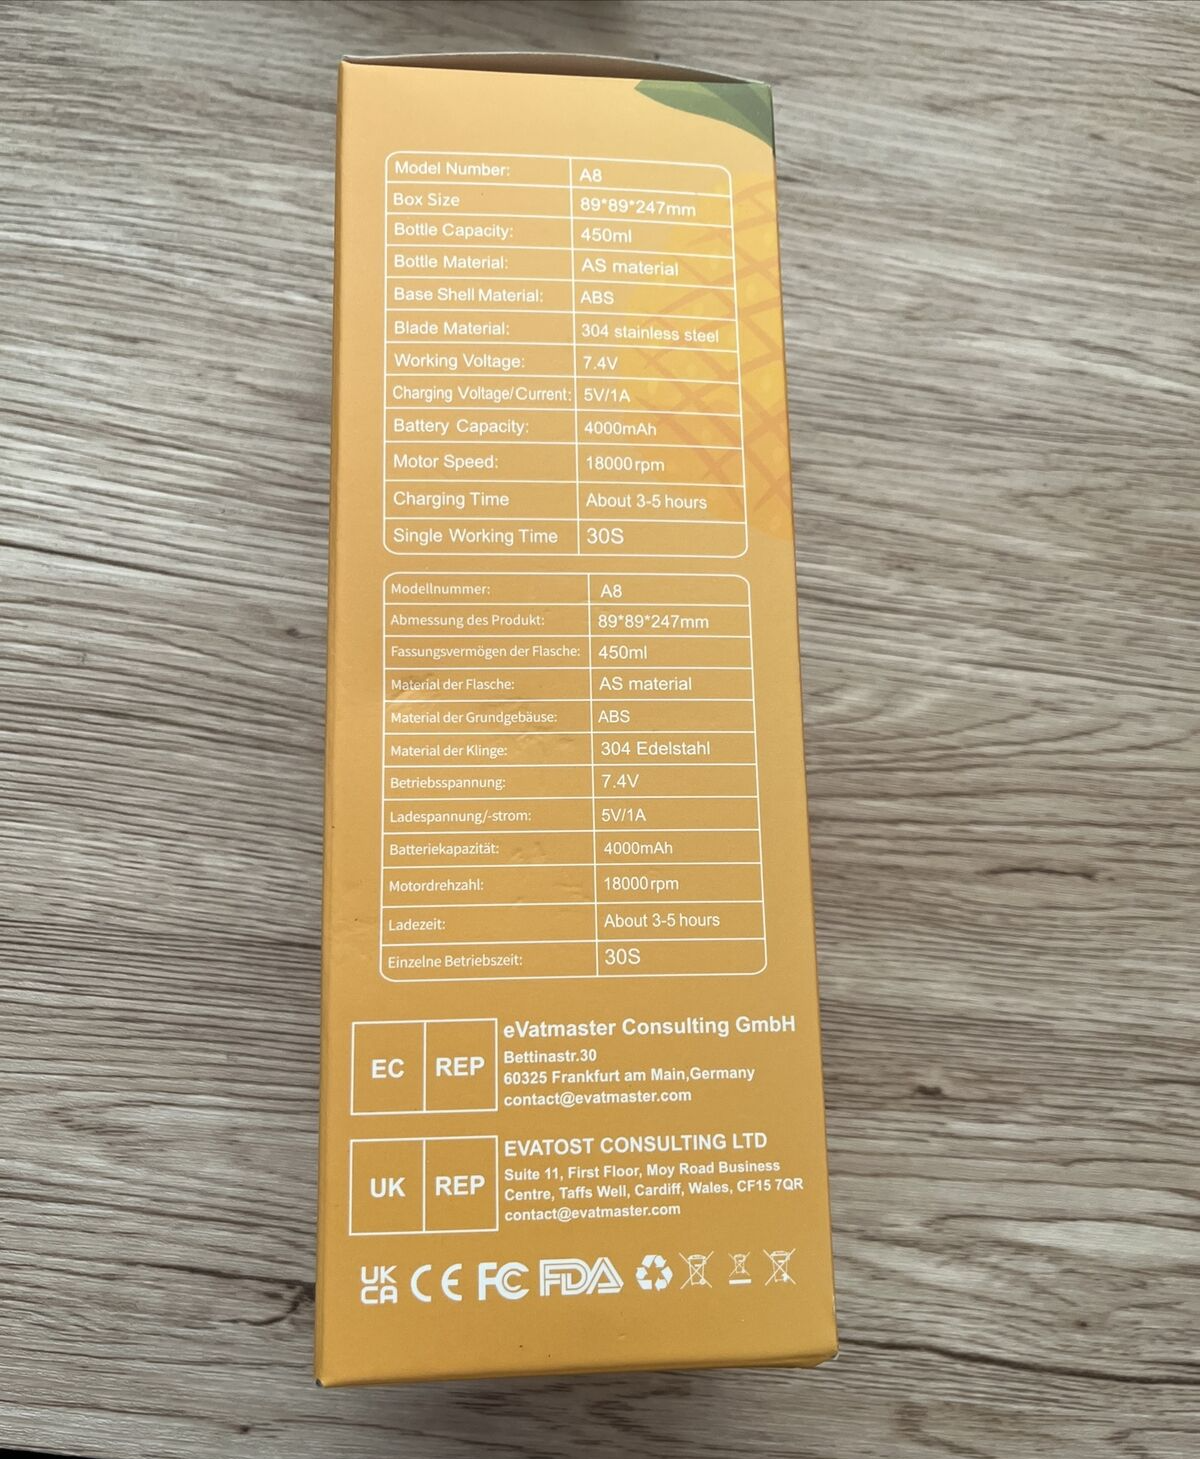 Model Number: A8
Box Size 89*89*247mm
Bottle Capacity: 450ml
Bottle Material: AS material
Base Shell Material: ABS
Blade Material: 304 stainless steel
Working Voltage: 7.4V
Charging Voltage/Current: 5V/1A
Battery Capacity: 4000mAh
Motor Speed: 18000rpm
Charging Time About 3-5 hours
Single Working Time 30S
Modellnummer: A8
Abmessung des Produkt: 89*89*247mm
Fassungsvermögen der Flasche: 450ml
Material der Flasche: AS material
Material der Grundgebäuse: ABS
Material der Klinge: 304 Edelstahl
Betriebsspannung: 7.4V
Ladespannung/-strom: 5V/1A
Batteriekapazität: 4000mAh
Motordrehzahl: 18000rpm
Ladezeit: About 3-5 hours
Einzelne Betriebszeit: 30S
EC REP
eVatmaster Consulting GmbH
Bettinastr.30
60325 Frankfurt am Main,Germany
contact@evatmaster.com
UK REP
EVATOST CONSULTING LTD
Suite 11, First Floor, Moy Road Business
Centre, Taffs Well, Cardiff, Wales, CF15 7QR
contact@evatmaster.com
UK CA CE FC FDA